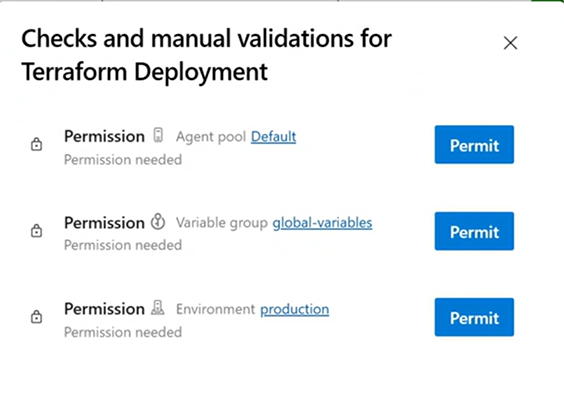 Checks and manual validations for
Terraform Deployment
Permission Agent pool Default
Permission needed
Permit
Permission Variable group global-variables
Permission needed
Permit
Permission Environment production
Permission needed
Permit